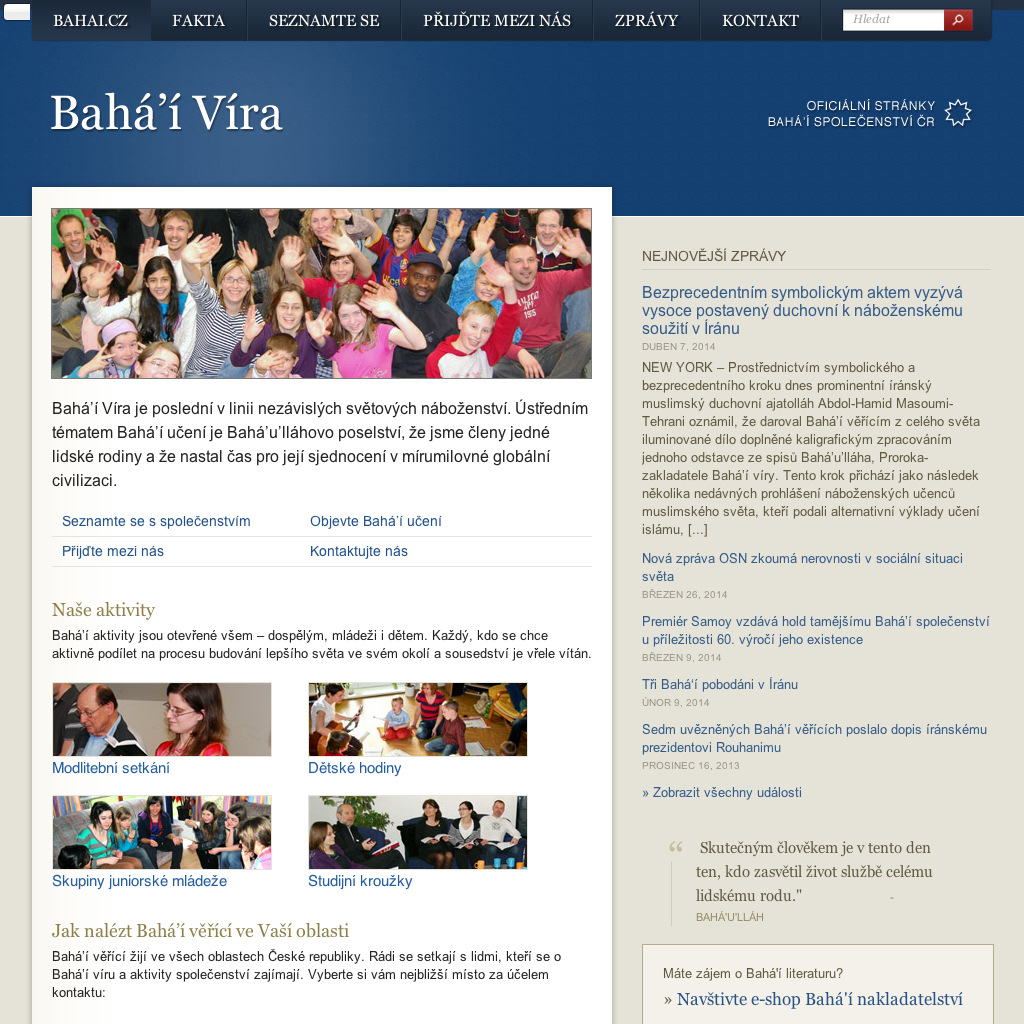 BAHAI.CZ
FAKTA
SEZNAMTE SE
PŘIJĎTE MEZI NÁS
ZPRÁVY
KONTAKT
Hledat
Bahá’í Víra
OFICIÁLNÍ STRÁNKY
BAHÁ’Í SPOLEČENSTVÍ ČR
Bahá’í Víra je poslední v linii nezávislých světových náboženství. Ústředním
tématem Bahá’í učení je Bahá’u’lláhovo poselství, že jsme členy jedné
lidské rodiny a že nastal čas pro její sjednocení v mírumilovné globální
civilizaci.
Seznamte se s společenstvím
Objevte Bahá’í učení
Přijďte mezi nás
Kontaktujte nás
Naše aktivity
Bahá’í aktivity jsou otevřené všem – dospělým, mládeži i dětem. Každý, kdo se chce
aktivně podílet na procesu budování lepšího světa ve svém okolí a sousedství je vřele vítán.
Modlitební setkání
Dětské hodiny
Skupiny juniorské mládeže
Studijní kroužky
Jak nalézt Bahá’í věřící ve Vaší oblasti
Bahá’í věřící žijí ve všech oblastech České republiky. Rádi se setkají s lidmi, kteří se o
Bahá’í víru a aktivity společenství zajímají. Vyberte si vám nejbližší místo za účelem
kontaktu:
NEJNOVĚJŠÍ ZPRÁVY
Bezprecedentním symbolickým aktem vyzývá
vysoce postavený duchovní k náboženskému
soužití v Íránu
DUBEN 7, 2014
NEW YORK – Prostřednictvím symbolického a
bezprecedentního kroku dnes prominentní íránský
muslimský duchovní ajatolláh Abdol-Hamid Masoumi-
Tehrani oznámil, že daroval Bahá’í věřícím z celého světa
iluminované dílo doplněné kaligrafickým zpracováním
jednoho odstavce ze spisů Bahá’u’lláha, Proroka-
zakladatele Bahá’í víry. Tento krok přichází jako následek
několika nedávných prohlášení náboženských učenců
muslimského světa, kteří podali alternativní výklady učení
islámu, [...]
Nová zpráva OSN zkoumá nerovnosti v sociální situaci
světa
BŘEZEN 26, 2014
Premiér Samoy vzdává hold tamějšímu Bahá’í společenství
u příležitosti 60. výročí jeho existence
BŘEZEN 9, 2014
Tři Bahá‘í pobodáni v Íránu
ÚNOR 9, 2014
Sedm uvězněných Bahá’í věřících poslalo dopis íránskému
prezidentovi Rouhanimu
PROSINEC 16, 2013
» Zobrazit všechny události
“ Skutečným člověkem je v tento den
ten, kdo zasvětil život službě celému
lidskému rodu." -
BAHÁ'U'LLÁH
Máte zájem o Bahá'í literaturu?
» Navštivte e-shop Bahá'í nakladatelství